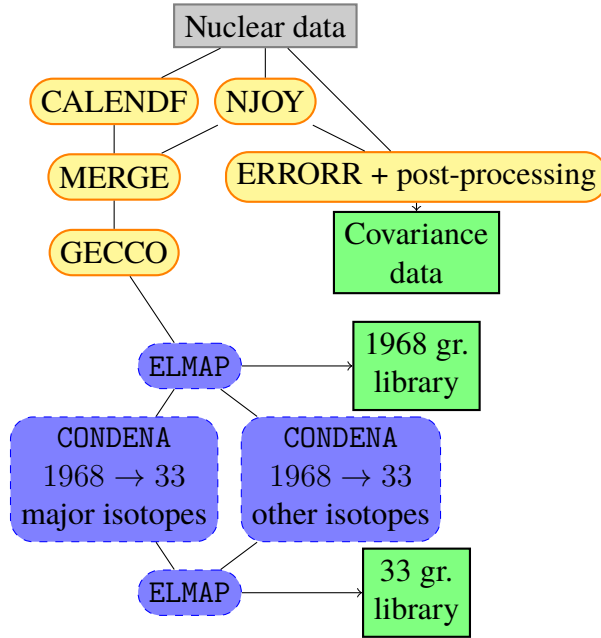 Nuclear data
CALENDF
NJOY
MERGE
ERRORR + post-processing
GECCO
Covariance
data
ELMAP
1968 gr.
library
CONDENA
1968 → 33
major isotopes
CONDENA
1968 → 33
other isotopes
ELMAP
33 gr.
library